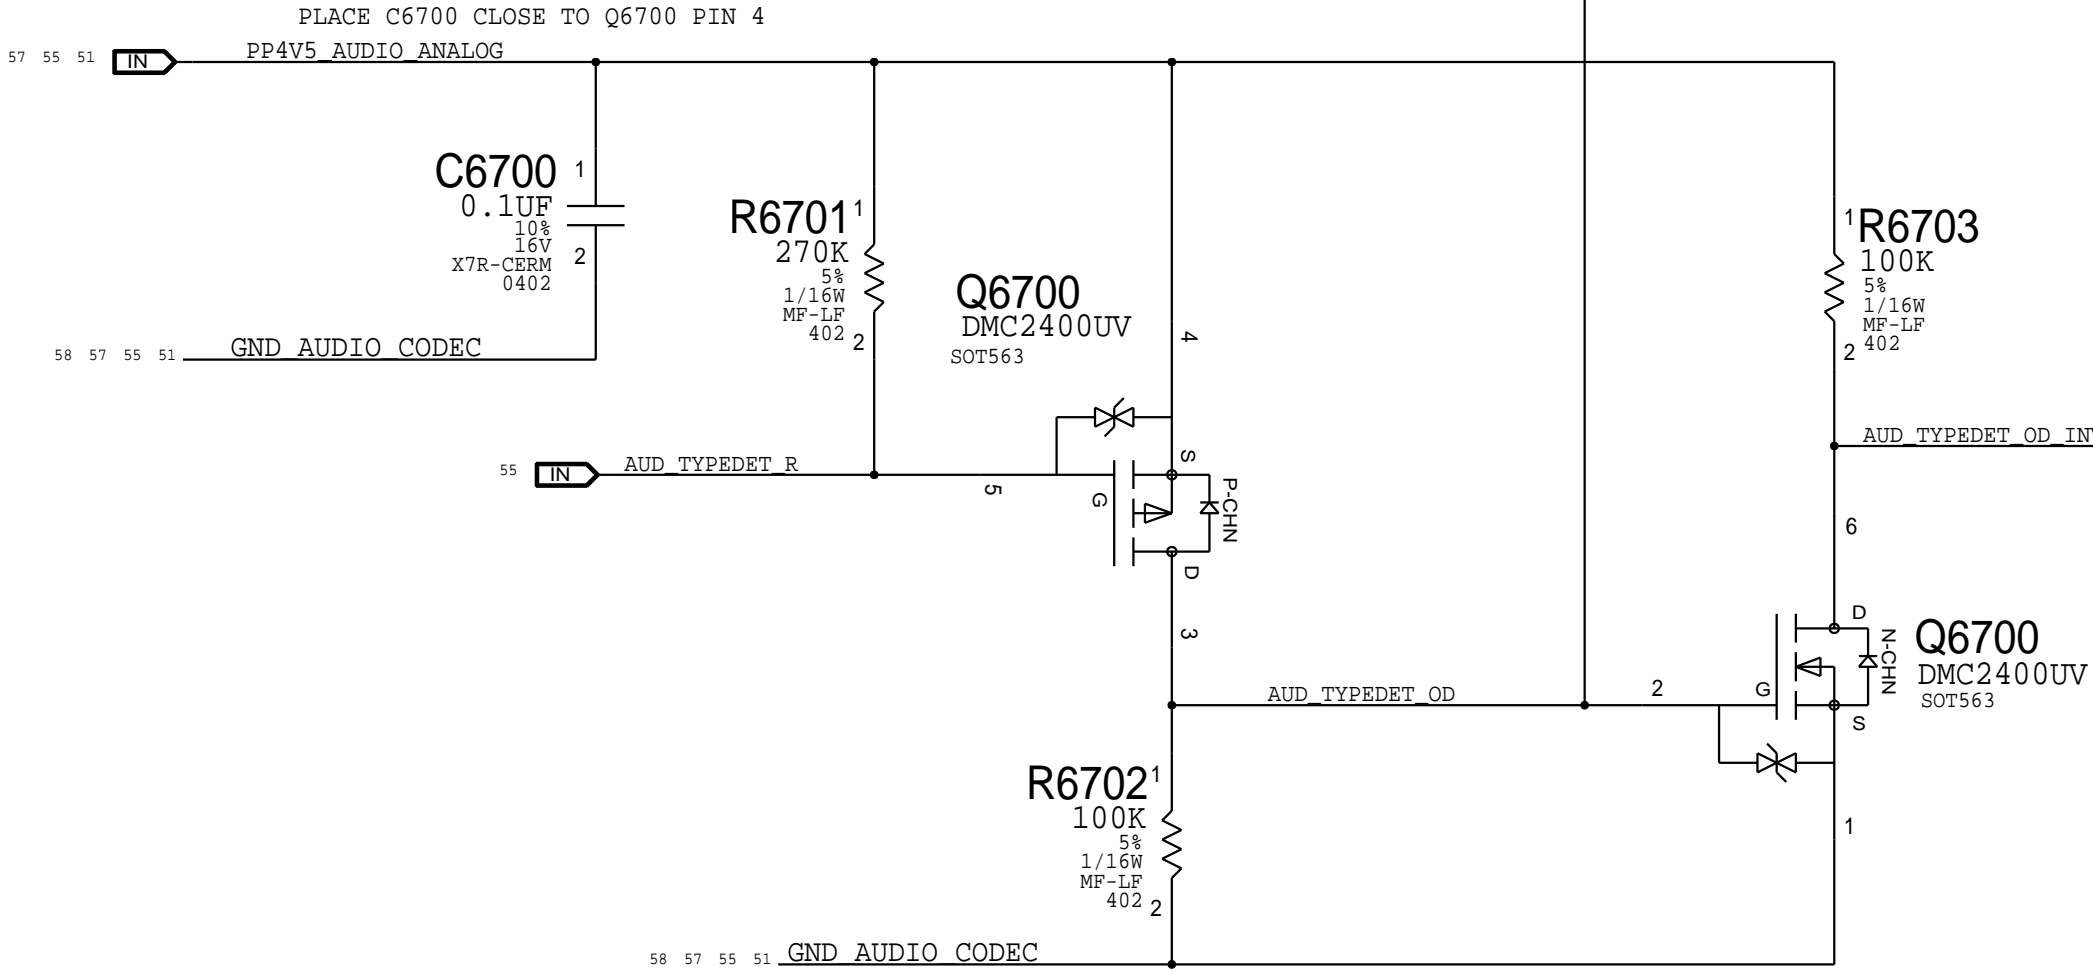 PLACE C6700 CLOSE TO Q6700 PIN 4
57 55 51 IN PP4V5_AUDIO_ANALOG
C6700 1
0.1UF
10%
16V
X7R-CERM
0402
2
R6701 1
270K
5%
1/16W
MF-LF
402 2
Q6700
DMC2400UV
SOT563
4
1 R6703
100K
5%
1/16W
MF-LF
402
2
58 57 55 51 GND_AUDIO_CODEC
55 IN AUD_TYPEDET_R
5
G
S
P-CHN
D
3
AUD_TYPEDET_OD_INV
6
AUD_TYPEDET_OD
2
G
D
N-CHN
S
Q6700
DMC2400UV
SOT563
1
R6702 1
100K
5%
1/16W
MF-LF
402 2
58 57 55 51 GND_AUDIO_CODEC